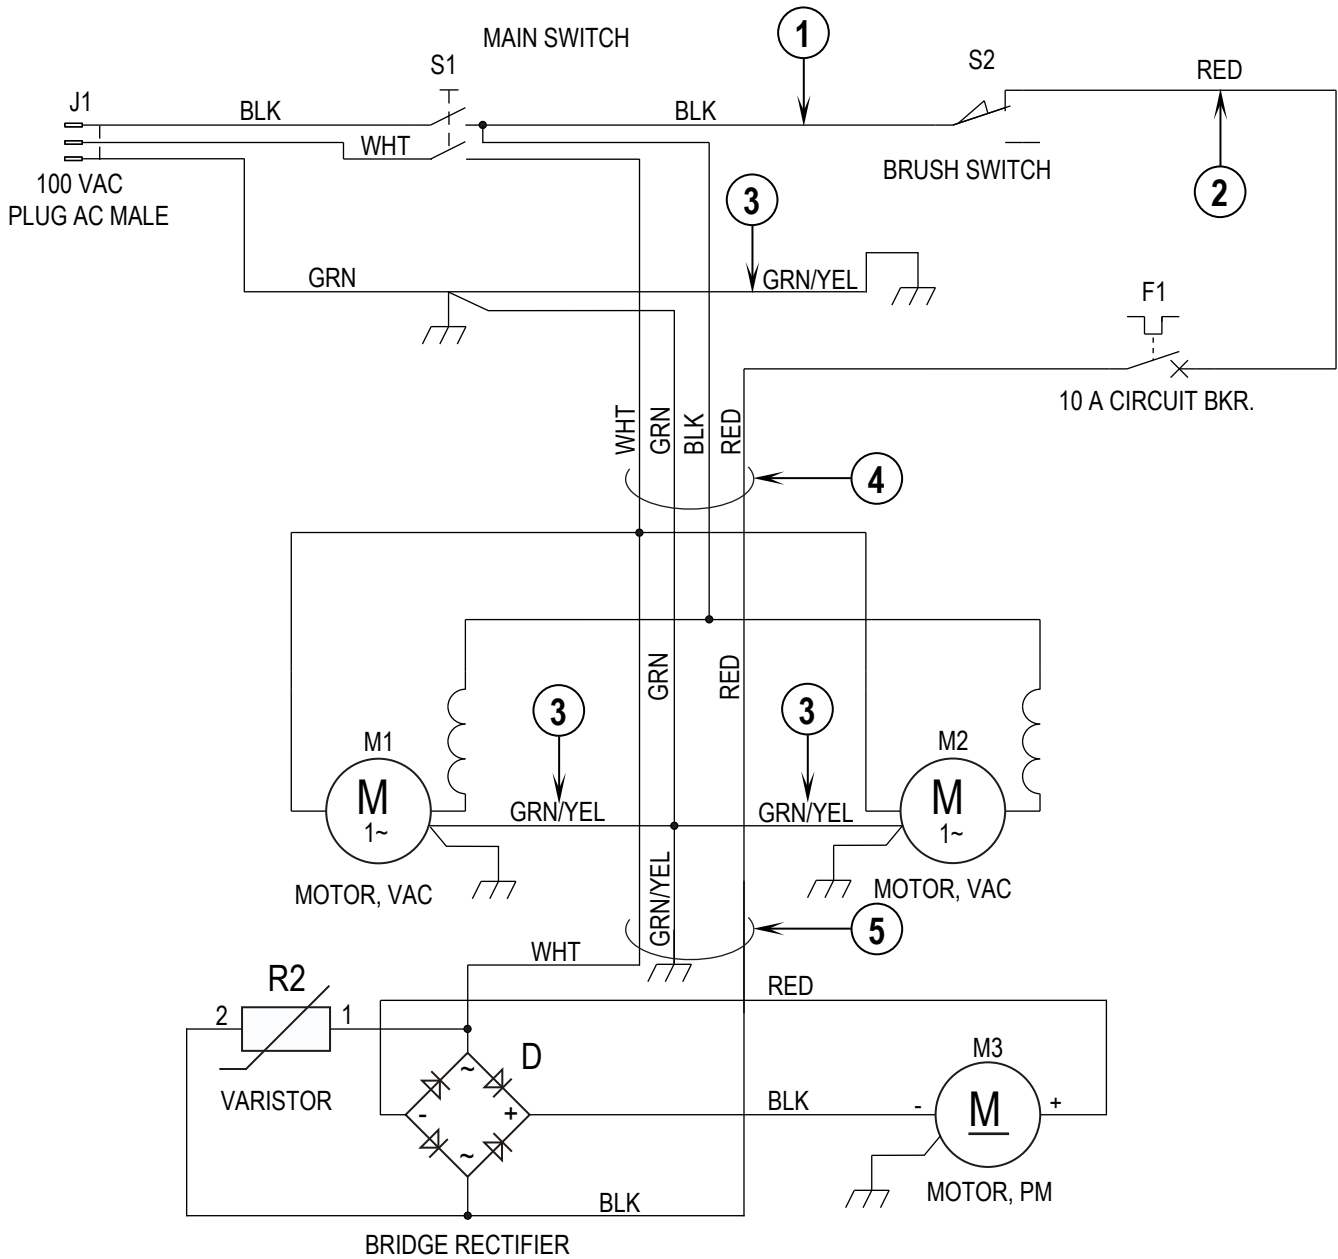 MAIN SWITCH
1
S1
S2
RED
J1
BLK
BLK
WHT
BRUSH SWITCH
100 VAC
PLUG AC MALE
3
2
GRN
GRN/YEL
F1
10 A CIRCUIT BKR.
WHT
GRN
BLK
RED
4
GRN
RED
3
3
M1
M2
M
1~
GRN/YEL
GRN/YEL
M
1~
MOTOR, VAC
MOTOR, VAC
GRN/YEL
5
WHT
R2
RED
2
1
D
M3
VARISTOR
~
-
+
BLK
-
M
+
~
MOTOR, PM
BLK
BRIDGE RECTIFIER